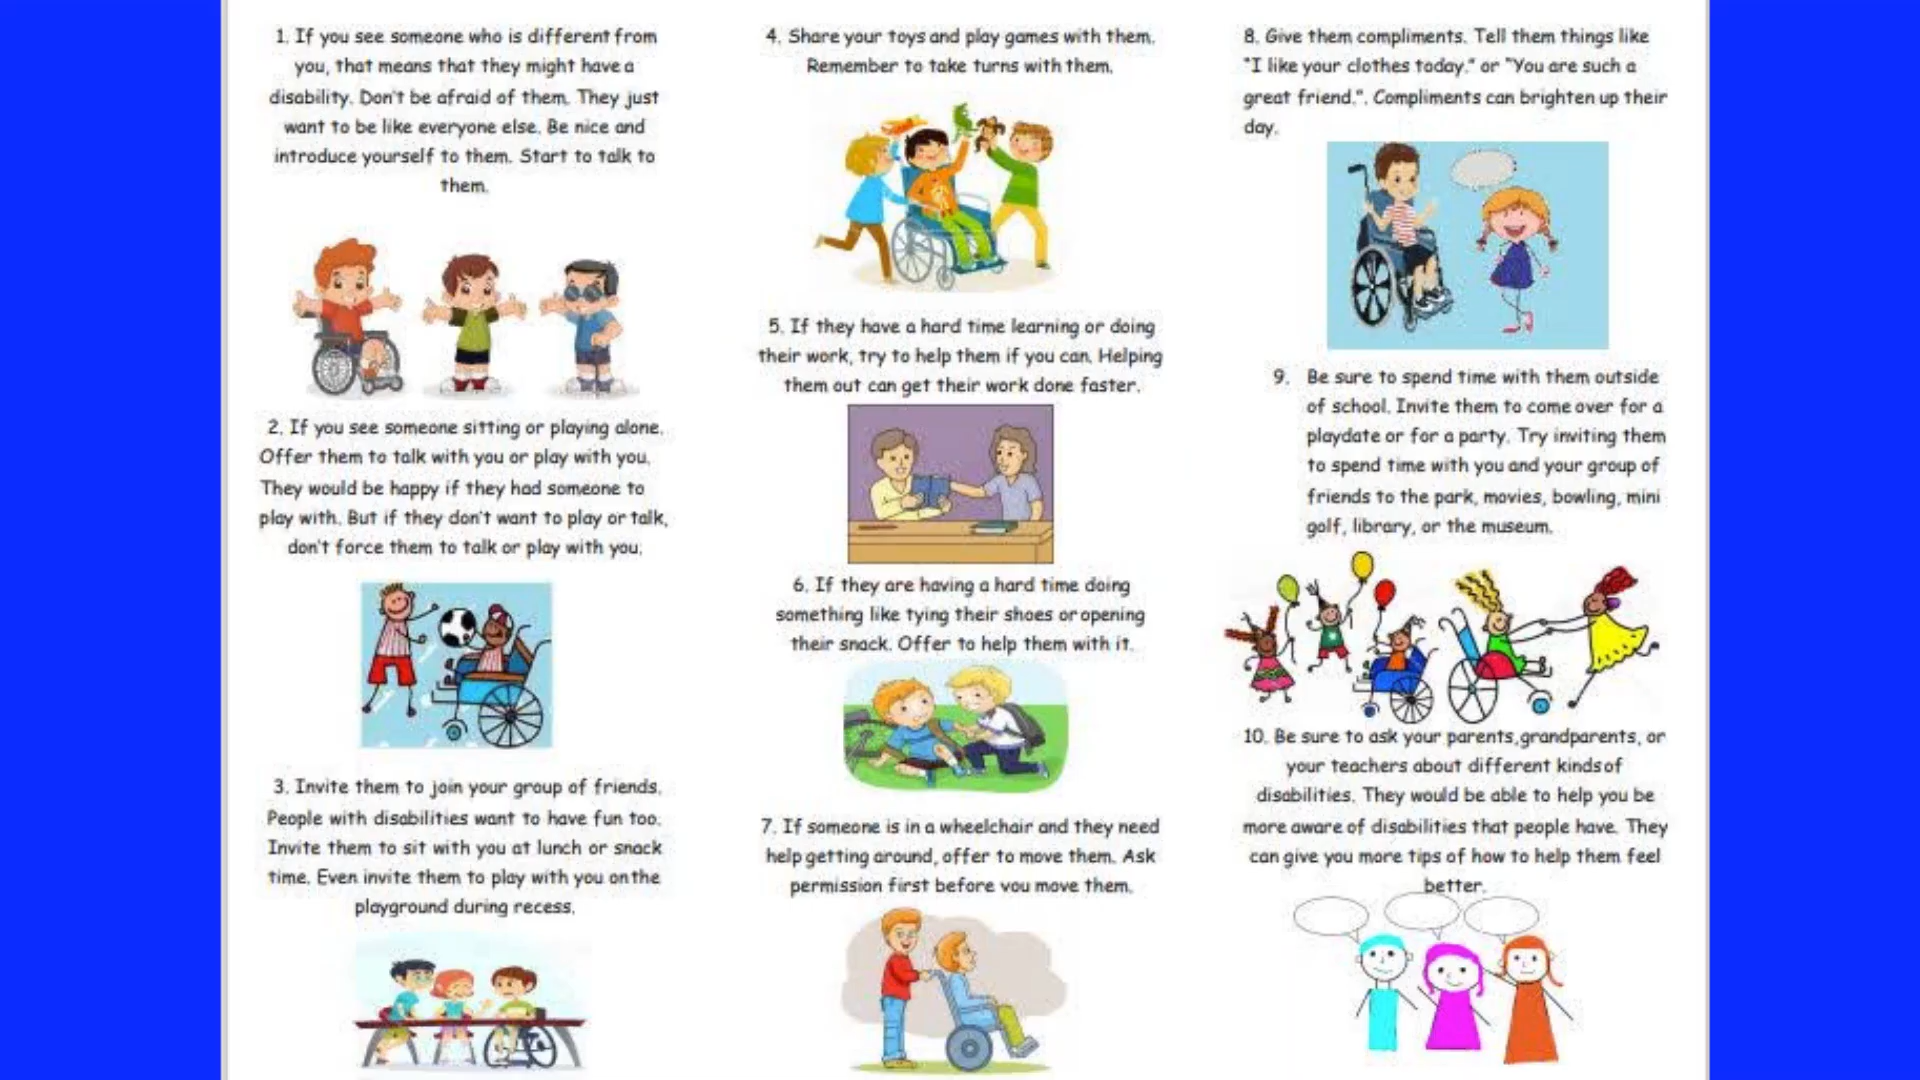 1. If you see someone who is different from
you, that means that they might have a
disability. Don't be afraid of them. They just
want to be like everyone else. Be nice and
introduce yourself to them. Start to talk to
them.
2. If you see someone sitting or playing alone.
Offer them to talk with you or play with you.
They would be happy if they had someone to
play with. But if they don't want to play or talk,
don't force them to talk or play with you.
3. Invite them to join your group of friends.
People with disabilities want to have fun too.
Invite them to sit with you at lunch or snack
time. Even invite them to play with you on the
playground during recess.
4. Share your toys and play games with them.
Remember to take turns with them.
5. If they have a hard time learning or doing
their work, try to help them if you can. Helping
them out can get their work done faster.
6. If they are having a hard time doing
something like tying their shoes or opening
their snack. Offer to help them with it.
7. If someone is in a wheelchair and they need
help getting around, offer to move them. Ask
permission first before you move them.
8. Give them compliments. Tell them things like
"I like your clothes today." or "You are such a
great friend.". Compliments can brighten up their
day.
9. Be sure to spend time with them outside
of school. Invite them to come over for a
playdate or for a party. Try inviting them
to spend time with you and your group of
friends to the park, movies, bowling, mini
golf, library, or the museum.
10. Be sure to ask your parents,grandparents, or
your teachers about different kinds of
disabilities. They would be able to help you be
more aware of disabilities that people have. They
can give you more tips of how to help them feel
better.